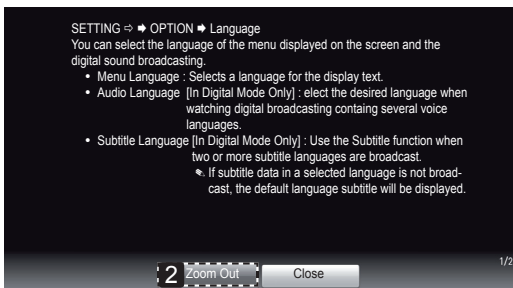 SETTING ⇨ ➡ OPTION ➡ Language
You can select the language of the menu displayed on the screen and the
digital sound broadcasting.
• Menu Language : Selects a language for the display text.
• Audio Language [In Digital Mode Only] : elect the desired language when
watching digital broadcasting containg several voice
languages.
• Subtitle Language [In Digital Mode Only] : Use the Subtitle function when
two or more subtitle languages are broadcast.
✎ If subtitle data in a selected language is not broad-
cast, the default language subtitle will be displayed.
1/2
2 Zoom Out Close